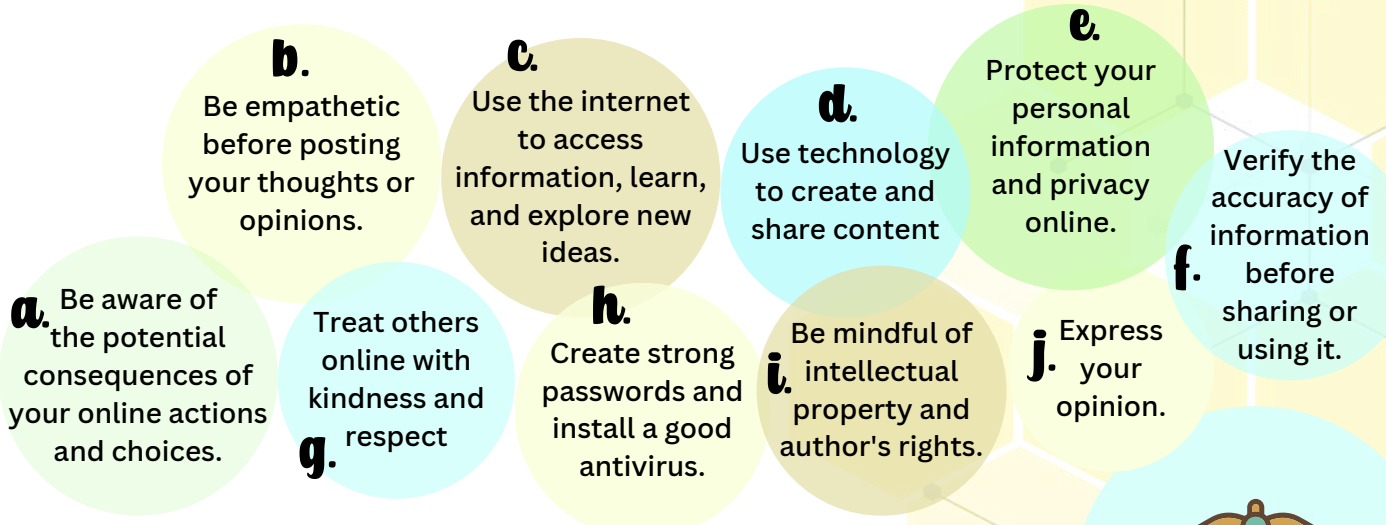 a.
Be aware of
the potential
consequences of
your online actions
and choices.
b.
Be empathetic
before posting
your thoughts or
opinions.
c.
Use the internet
to access
information, learn,
and explore new
ideas.
d.
Use technology
to create and
share content
e.
Protect your
personal
information
and privacy
online.
f.
Verify the
accuracy of
information
before
sharing or
using it.
g.
Treat others
online with
kindness and
respect
h.
Create strong
passwords and
install a good
antivirus.
i.
Be mindful of
intellectual
property and
author's rights.
j.
Express
your
opinion.